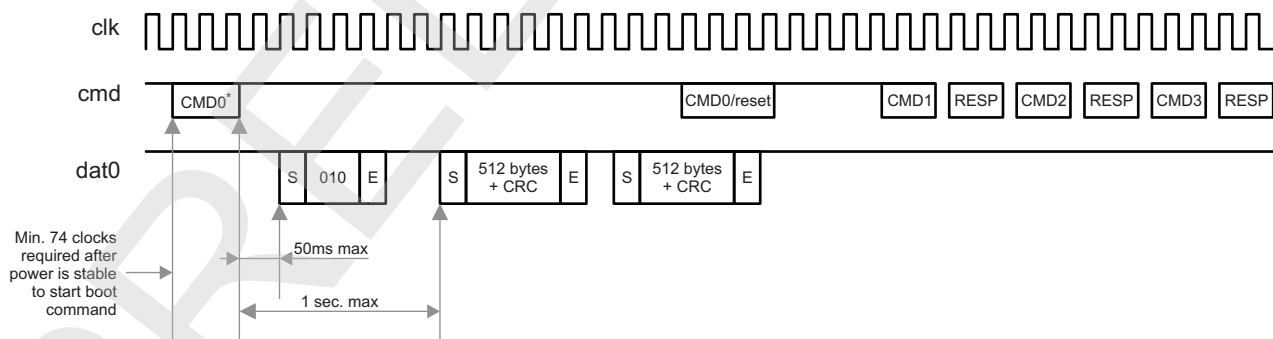 clk
cmd
CMD0*
CMD0/reset
CMD1
RESP
CMD2
RESP
CMD3
RESP
dat0
S
010
E
S
512 bytes
+ CRC
E
S
512 bytes
+ CRC
E
Min. 74 clocks
required after
power is stable
to start boot
command
50ms max
1 sec. max